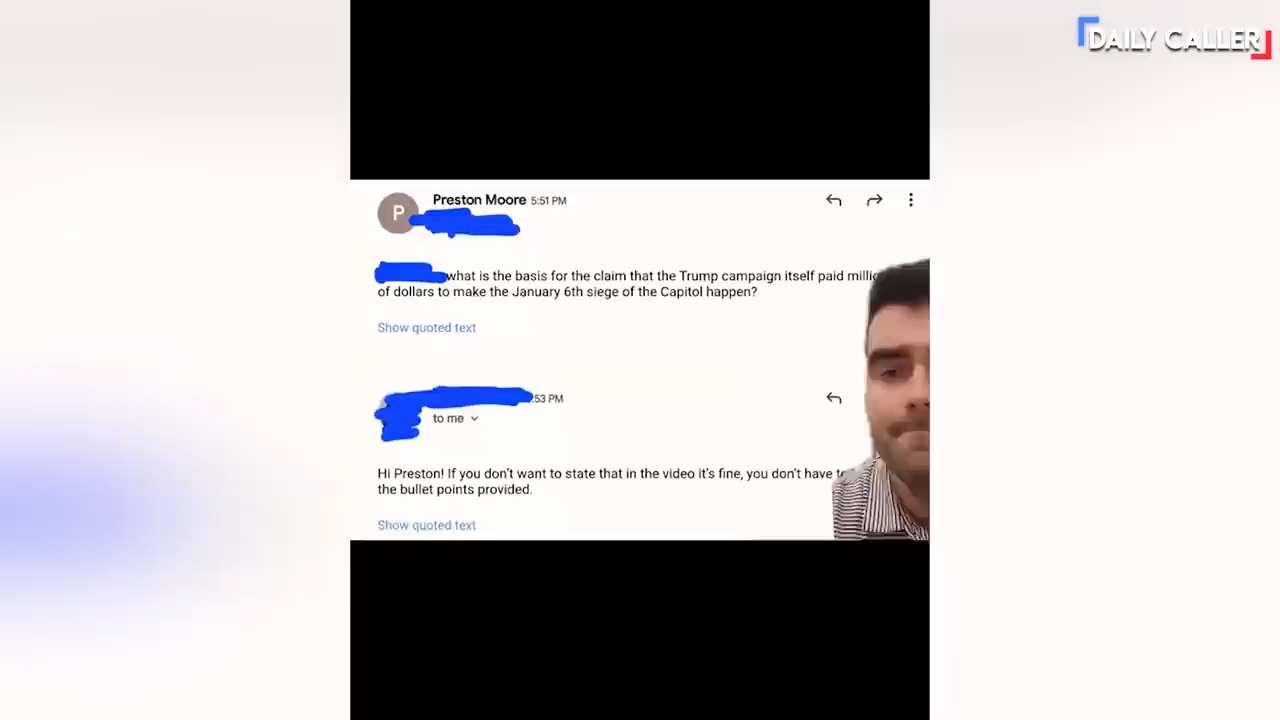 DAILY CALLER
P
Preston Moore 5:51 PM
what is the basis for the claim that the Trump campaign itself paid
of dollars to make the January 6th siege of the Capitol happen?
Show quoted text
:53 PM
to me
Hi Preston! If you don't want to state that in the video it's fine, you don't have
the bullet points provided.
Show quoted text